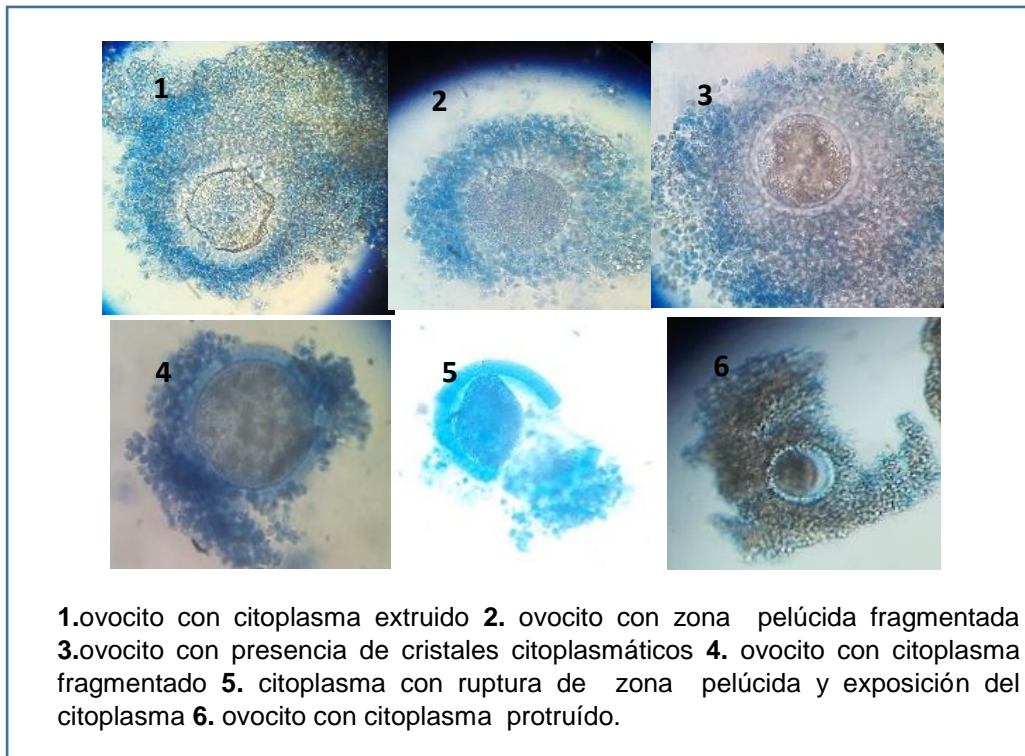 1
2
3
4
5
6
1.ovocito con citoplasma extruido 2. ovocito con zona pelúcida fragmentada
3.ovocito con presencia de cristales citoplasmáticos 4. ovocito con citoplasma
fragmentado 5. citoplasma con ruptura de zona pelúcida y exposición del
citoplasma 6. ovocito con citoplasma protruído.